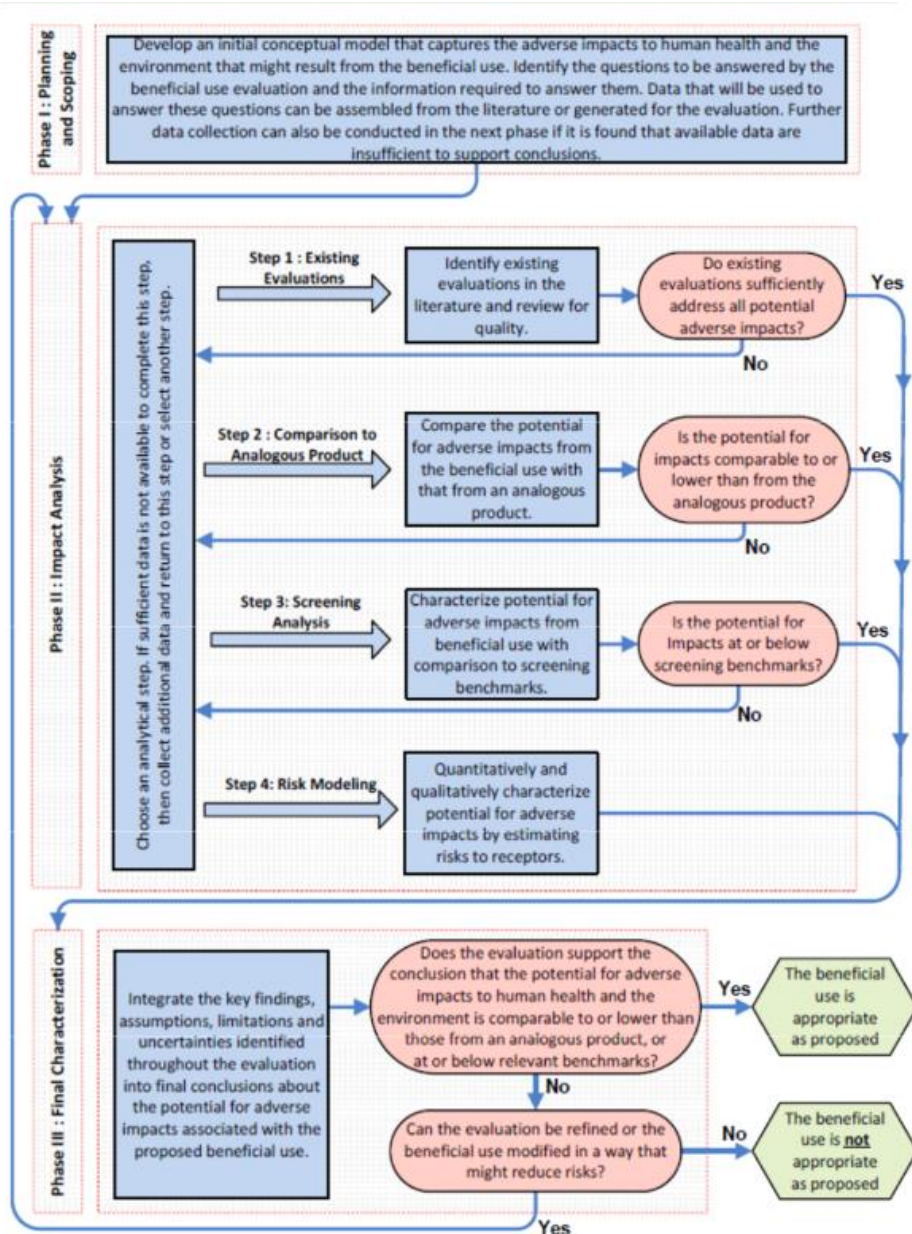 Phase I : Planning
and Scoping
Develop an initial conceptual model that captures the adverse impacts to human health and the
environment that might result from the beneficial use. Identify the questions to be answered by the
beneficial use evaluation and the information required to answer them. Data that will be used to
answer these questions can be assembled from the literature or generated for the evaluation. Further
data collection can also be conducted in the next phase if it is found that available data are
insufficient to support conclusions.
Phase II : Impact Analysis
Choose an analytical step. If sufficient data is not available to complete this step,
then collect additional data and return to this step or select another step.
Step 1 : Existing
Evaluations
Identify existing
evaluations in the
literature and review for
quality.
Do existing
evaluations sufficiently
address all potential
adverse impacts?
Yes
No
Step 2 : Comparison to
Analogous Product
Compare the potential
for adverse impacts from
the beneficial use with
that from an analogous
product.
Is the potential for
impacts comparable to or
lower than from the
analogous product?
Yes
No
Step 3: Screening
Analysis
Characterize potential for
adverse impacts from
beneficial use with
comparison to screening
benchmarks.
Is the potential for
Impacts at or below
screening benchmarks?
Yes
No
Step 4: Risk Modeling
Quantitatively and
qualitatively characterize
potential for adverse
impacts by estimating
risks to receptors.
Phase III : Final Characterization
Integrate the key findings,
assumptions, limitations and
uncertainties identified
throughout the evaluation
into final conclusions about
the potential for adverse
impacts associated with the
proposed beneficial use.
Does the evaluation support the
conclusion that the potential for adverse
impacts to human health and the
environment is comparable to or lower than
those from an analogous product, or
at or below relevant benchmarks?
Yes
The beneficial
use is
appropriate
as proposed
No
Can the evaluation be refined or the
beneficial use modified in a way that
might reduce risks?
No
The beneficial
use is not
appropriate
as proposed
Yes